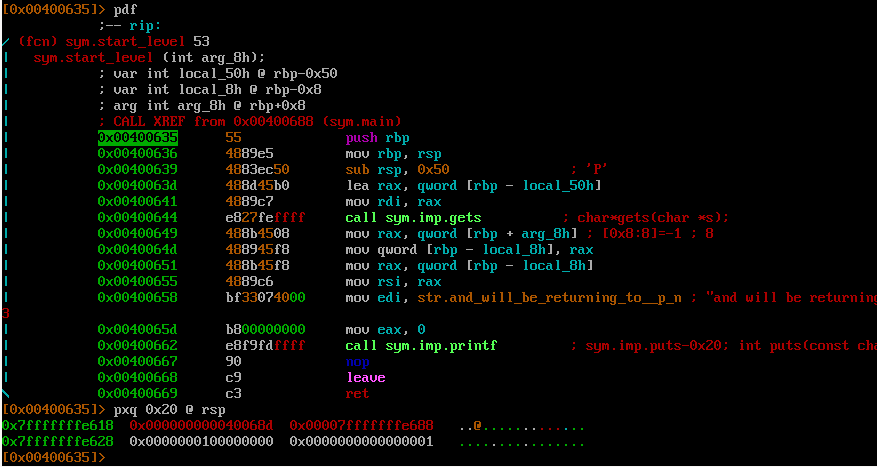 [0x00400635]> pdf
;-- rip:
/ (fcn) sym.start_level 53
| sym.start_level (int arg_8h);
| ; var int local_50h @ rbp-0x50
| ; var int local_8h @ rbp-0x8
| ; arg int arg_8h @ rbp+0x8
| ; CALL XREF from 0x00400688 (sym.main)
| 0x00400635 55 push rbp
| 0x00400636 4889e5 mov rbp, rsp
| 0x00400639 4883ec50 sub rsp, 0x50 ; 'P'
| 0x0040063d 488d45b0 lea rax, qword [rbp - local_50h]
| 0x00400641 4889c7 mov rdi, rax
| 0x00400644 e827feffff call sym.imp.gets ; char*gets(char *s);
| 0x00400649 488b4508 mov rax, qword [rbp + arg_8h] ; [0x8:8]=-1 ; 8
| 0x0040064d 488945f8 mov qword [rbp - local_8h], rax
| 0x00400651 488b45f8 mov rax, qword [rbp - local_8h]
| 0x00400655 4889c6 mov rsi, rax
| 0x00400658 bf33074000 mov edi, str.and_will_be_returning_to__p_n ; "and will be returning
3
| 0x0040065d b800000000 mov eax, 0
| 0x00400662 e8f9fdffff call sym.imp.printf ; sym.imp.puts-0x20; int puts(const cha
| 0x00400667 90 nop
| 0x00400668 c9 leave
\ 0x00400669 c3 ret
[0x00400635]> pxq 0x20 @ rsp
0x7fffffffe618 0x000000000040068d 0x00007fffffffe688 ..@.............
0x7fffffffe628 0x0000000100000000 0x0000000000000001 ................
[0x00400635]>